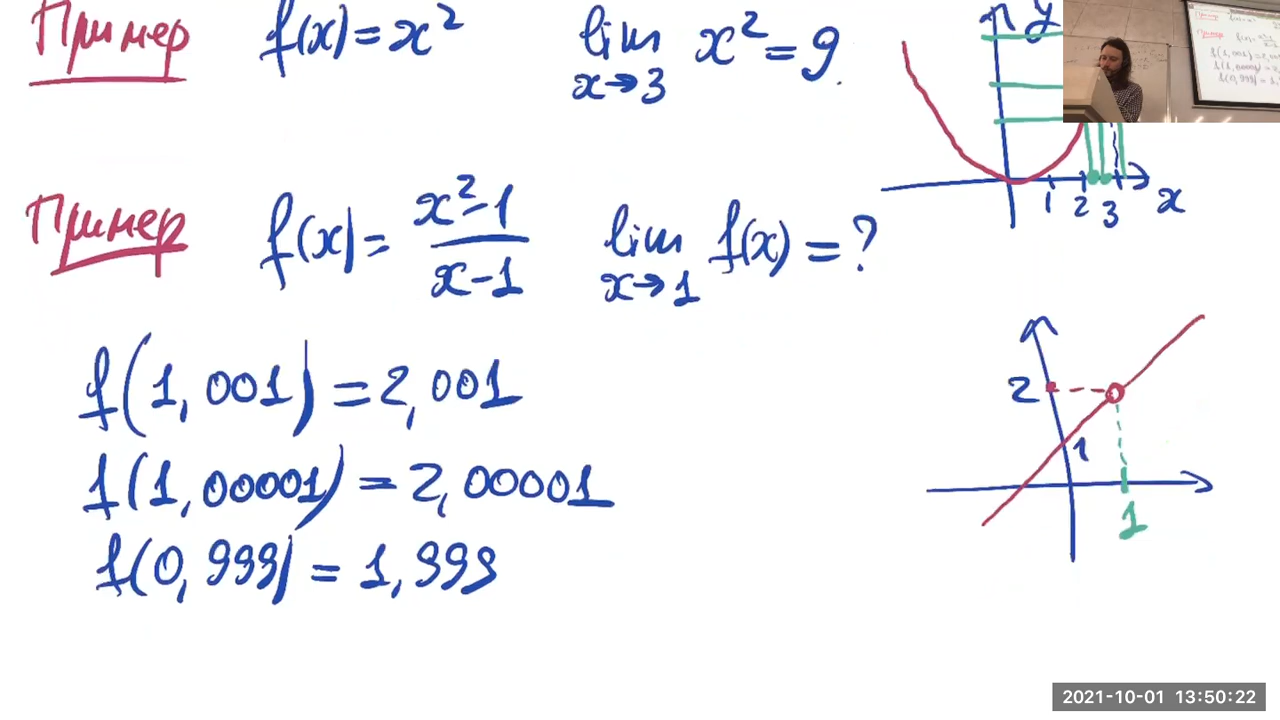 Пример f(x)=x² lim x→3 x²=9.
y
1 2 3 x
Пример f(x)= x²-1 / x-1 lim x→1 f(x)=?
f(1,001)=2,001
f(1,00001)=2,00001
f(0,999)=1,999
2
1
1
2021-10-01 13:50:22